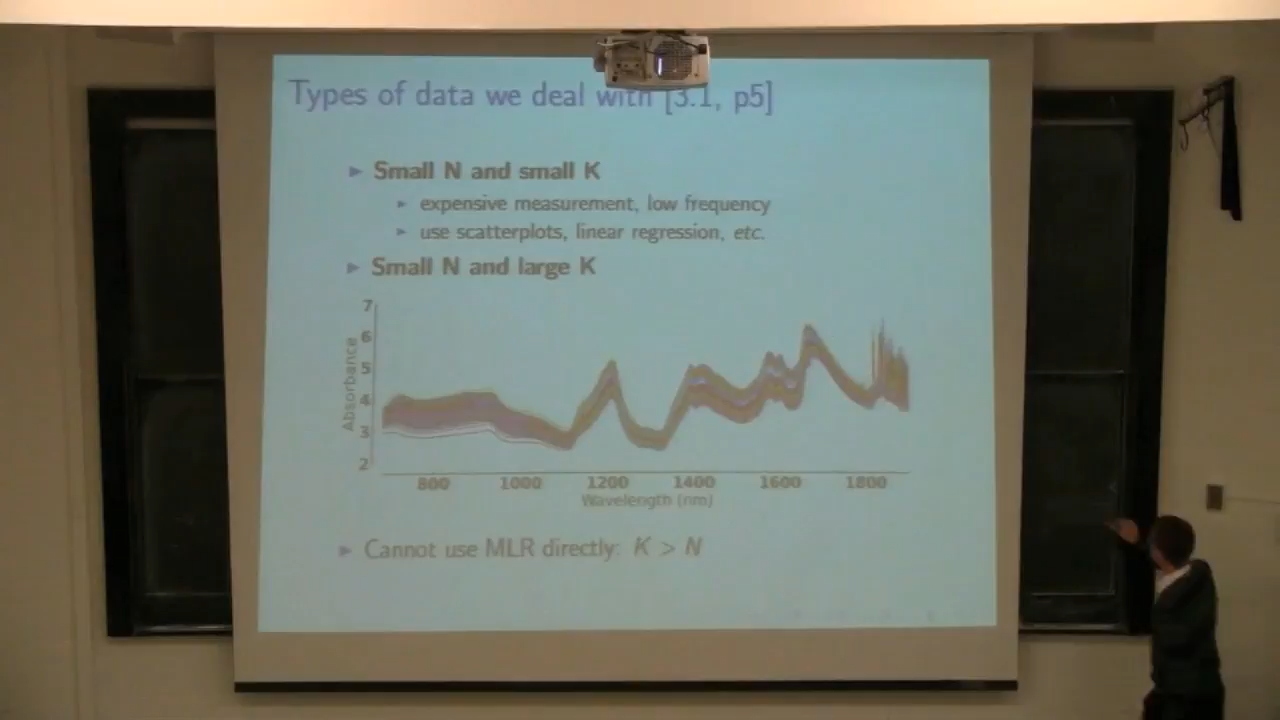 Types of data we deal with [3.1, p5]
► Small N and small K
► expensive measurement, low frequency
► use scatterplots, linear regression, etc.
► Small N and large K
7
6
5
4
3
2
Absorbance
800 1000 1200 1400 1600 1800
Wavelength (nm)
► Cannot use MLR directly: K > N